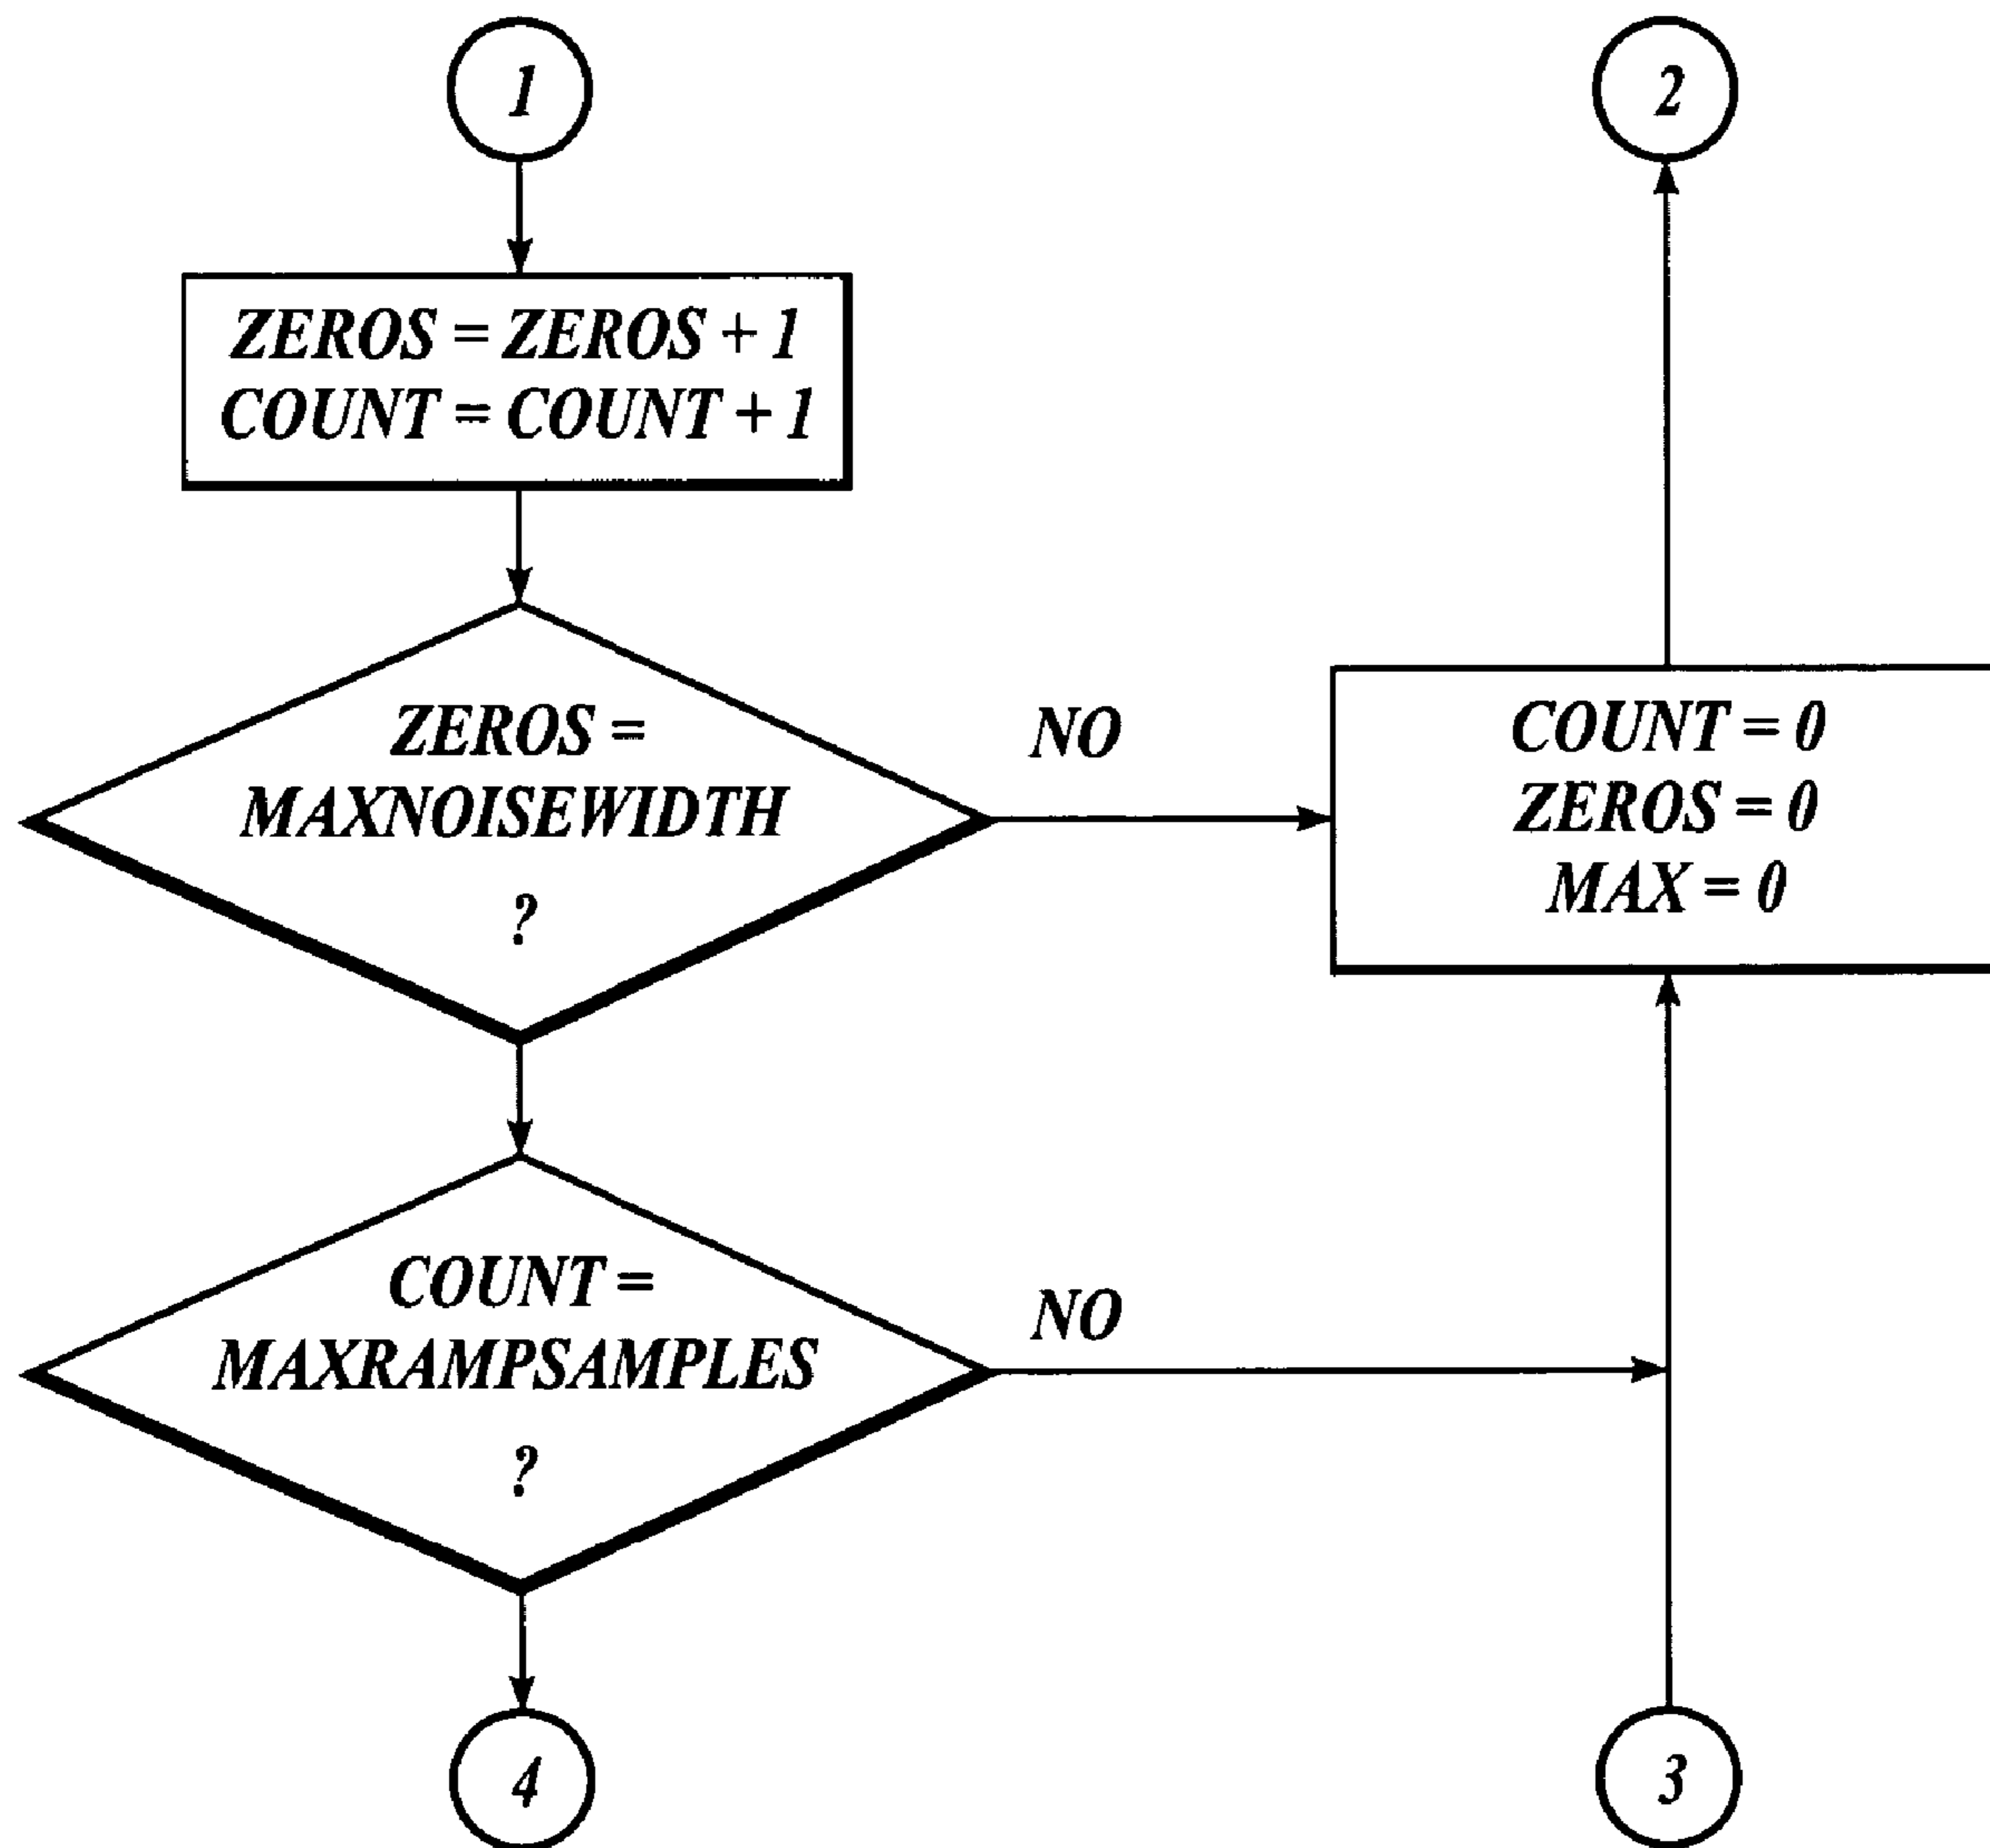 1
2
ZEROS = ZEROS + 1
COUNT = COUNT + 1
ZEROS =
MAXNOISEWIDTH
?
NO
COUNT = 0
ZEROS = 0
MAX = 0
COUNT =
MAXRAMPSAMPLES
?
NO
4
3